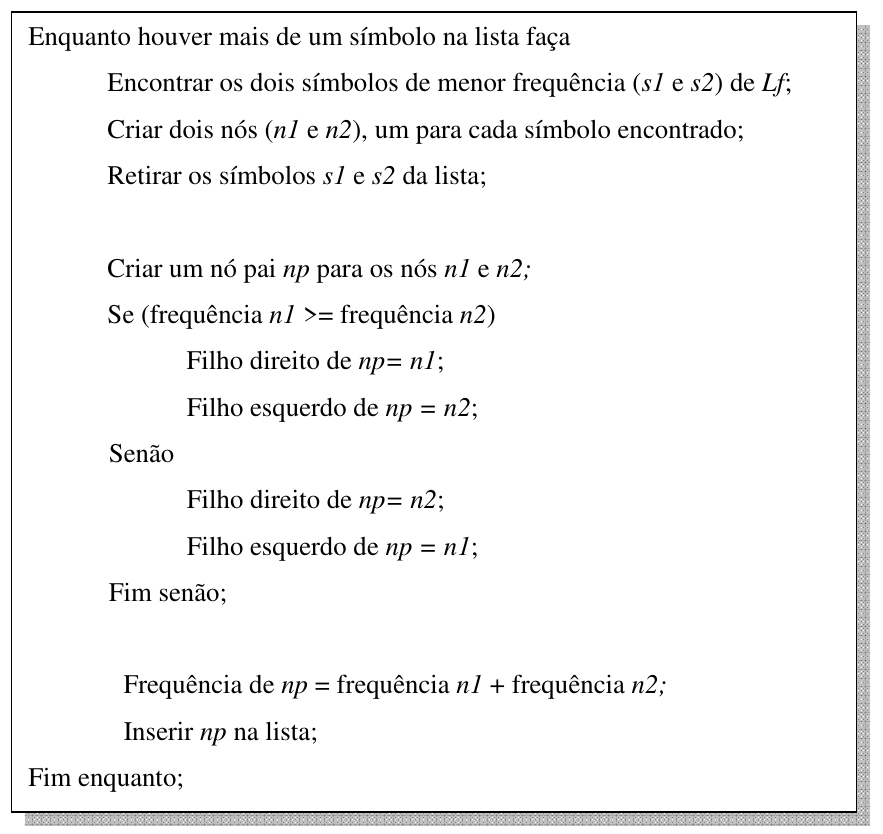 Enquanto houver mais de um símbolo na lista faça
Encontrar os dois símbolos de menor frequência (s1 e s2) de Lf;
Criar dois nós (n1 e n2), um para cada símbolo encontrado;
Retirar os símbolos s1 e s2 da lista;
Criar um nó pai np para os nós n1 e n2;
Se (frequência n1 >= frequência n2)
Filho direito de np= n1;
Filho esquerdo de np = n2;
Senão
Filho direito de np= n2;
Filho esquerdo de np = n1;
Fim senão;
Frequência de np = frequência n1 + frequência n2;
Inserir np na lista;
Fim enquanto;